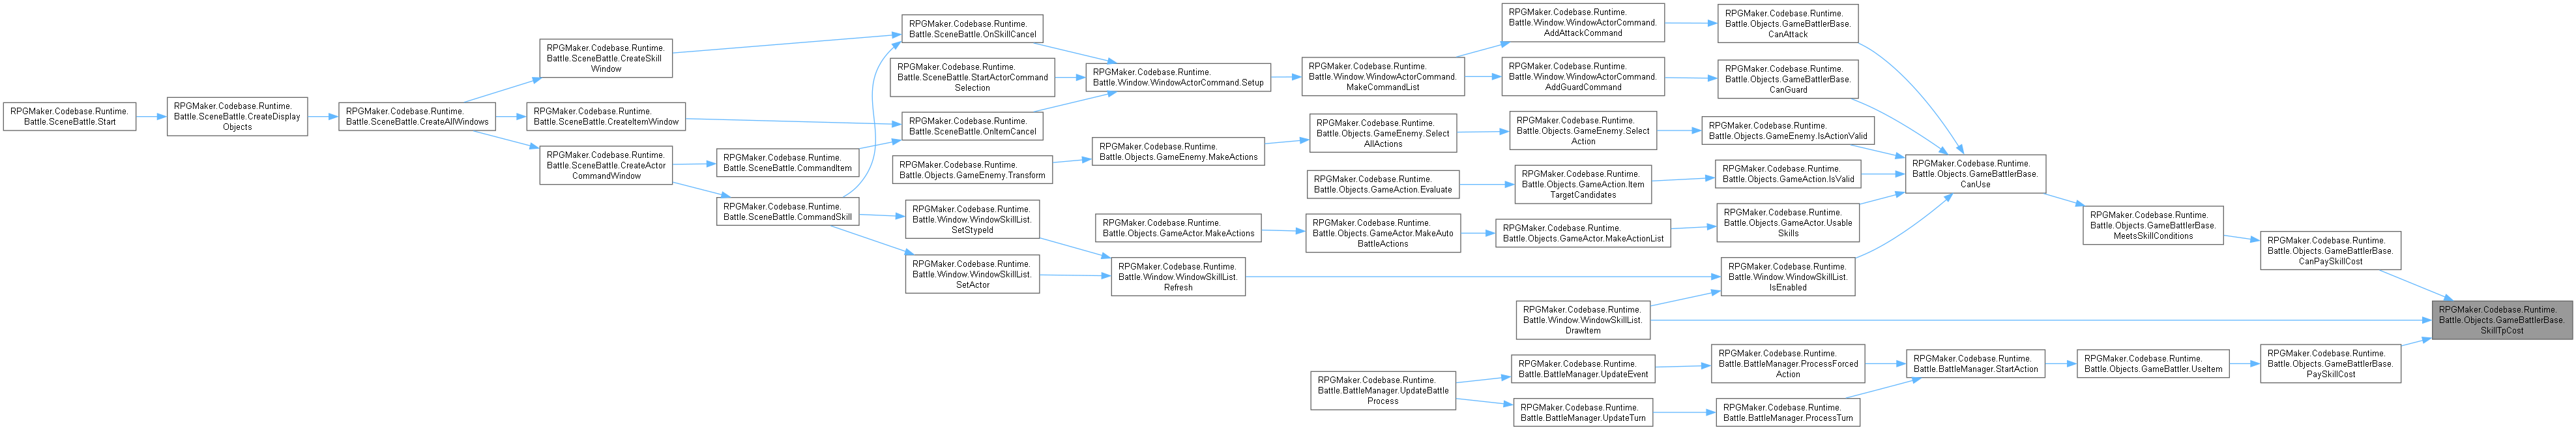 RPGMaker.Codebase.Runtime.
Battle.SceneBattle.Start
RPGMaker.Codebase.Runtime.
Battle.SceneBattle.CreateDisplay
Objects
RPGMaker.Codebase.Runtime.
Battle.SceneBattle.CreateAllWindows
RPGMaker.Codebase.Runtime.
Battle.SceneBattle.CreateSkill
Window
RPGMaker.Codebase.Runtime.
Battle.SceneBattle.CreateItemWindow
RPGMaker.Codebase.Runtime.
Battle.SceneBattle.CreateActor
CommandWindow
RPGMaker.Codebase.Runtime.
Battle.SceneBattle.CommandItem
RPGMaker.Codebase.Runtime.
Battle.SceneBattle.CommandSkill
RPGMaker.Codebase.Runtime.
Battle.SceneBattle.OnSkillCancel
RPGMaker.Codebase.Runtime.
Battle.SceneBattle.StartActorCommand
Selection
RPGMaker.Codebase.Runtime.
Battle.SceneBattle.OnItemCancel
RPGMaker.Codebase.Runtime.
Battle.Objects.GameEnemy.Transform
RPGMaker.Codebase.Runtime.
Battle.Window.WindowSkillList.
SetStypeId
RPGMaker.Codebase.Runtime.
Battle.Window.WindowSkillList.
SetActor
RPGMaker.Codebase.Runtime.
Battle.Window.WindowActorCommand.Setup
RPGMaker.Codebase.Runtime.
Battle.Objects.GameEnemy.MakeActions
RPGMaker.Codebase.Runtime.
Battle.Objects.GameActor.MakeActions
RPGMaker.Codebase.Runtime.
Battle.Window.WindowSkillList.
Refresh
RPGMaker.Codebase.Runtime.
Battle.Window.WindowActorCommand.
MakeCommandList
RPGMaker.Codebase.Runtime.
Battle.Objects.GameEnemy.Select
AllActions
RPGMaker.Codebase.Runtime.
Battle.Objects.GameAction.Evaluate
RPGMaker.Codebase.Runtime.
Battle.Objects.GameActor.MakeAuto
BattleActions
RPGMaker.Codebase.Runtime.
Battle.BattleManager.UpdateBattle
Process
RPGMaker.Codebase.Runtime.
Battle.Window.WindowActorCommand.
AddAttackCommand
RPGMaker.Codebase.Runtime.
Battle.Window.WindowActorCommand.
AddGuardCommand
RPGMaker.Codebase.Runtime.
Battle.Objects.GameEnemy.Select
Action
RPGMaker.Codebase.Runtime.
Battle.Objects.GameAction.Item
TargetCandidates
RPGMaker.Codebase.Runtime.
Battle.Objects.GameActor.MakeActionList
RPGMaker.Codebase.Runtime.
Battle.Window.WindowSkillList.
DrawItem
RPGMaker.Codebase.Runtime.
Battle.BattleManager.UpdateEvent
RPGMaker.Codebase.Runtime.
Battle.BattleManager.UpdateTurn
RPGMaker.Codebase.Runtime.
Battle.Objects.GameBattlerBase.
CanAttack
RPGMaker.Codebase.Runtime.
Battle.Objects.GameBattlerBase.
CanGuard
RPGMaker.Codebase.Runtime.
Battle.Objects.GameEnemy.IsActionValid
RPGMaker.Codebase.Runtime.
Battle.Objects.GameAction.IsValid
RPGMaker.Codebase.Runtime.
Battle.Objects.GameActor.Usable
Skills
RPGMaker.Codebase.Runtime.
Battle.Window.WindowSkillList.
IsEnabled
RPGMaker.Codebase.Runtime.
Battle.BattleManager.ProcessForced
Action
RPGMaker.Codebase.Runtime.
Battle.BattleManager.ProcessTurn
RPGMaker.Codebase.Runtime.
Battle.Objects.GameBattlerBase.
CanUse
RPGMaker.Codebase.Runtime.
Battle.BattleManager.StartAction
RPGMaker.Codebase.Runtime.
Battle.Objects.GameBattlerBase.
MeetsSkillConditions
RPGMaker.Codebase.Runtime.
Battle.Objects.GameBattler.UseItem
RPGMaker.Codebase.Runtime.
Battle.Objects.GameBattlerBase.
CanPaySkillCost
RPGMaker.Codebase.Runtime.
Battle.Objects.GameBattlerBase.
PaySkillCost
RPGMaker.Codebase.Runtime.
Battle.Objects.GameBattlerBase.
SkillTpCost